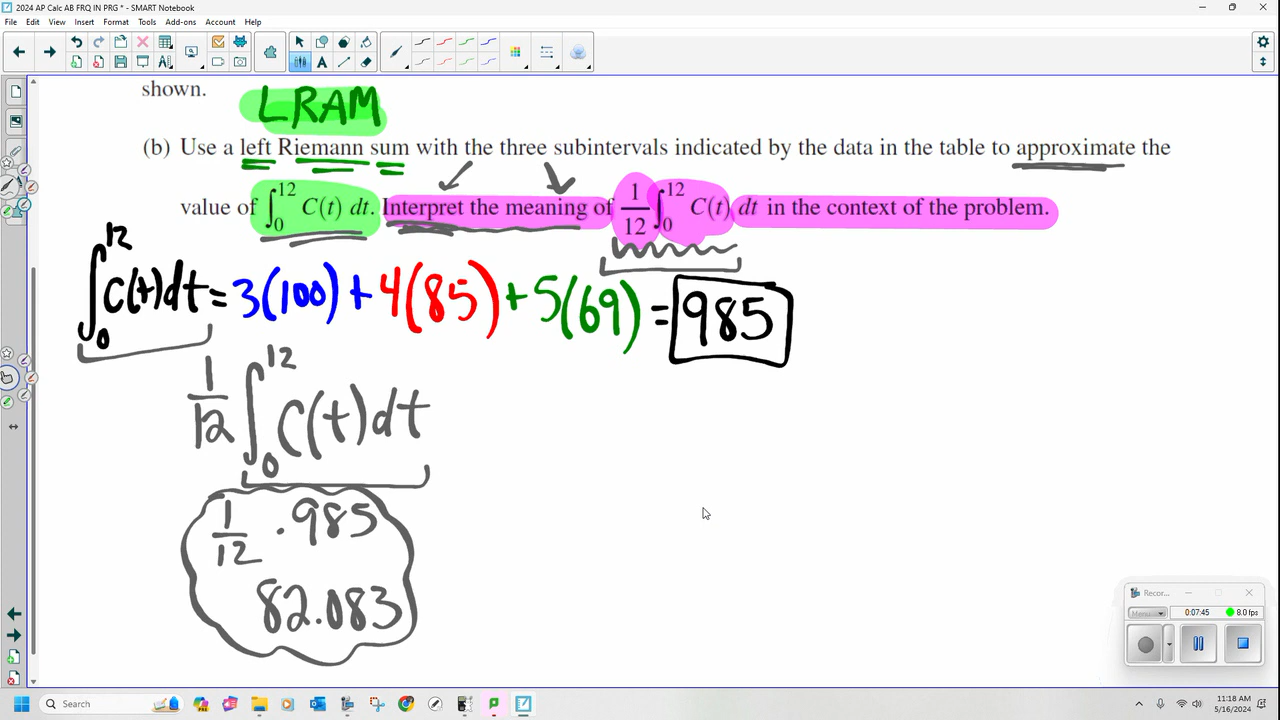 2024 AP Calc AB FRQ IN PRG * - SMART Notebook
File Edit View Insert Format Tools Add-ons Account Help
shown.
LRAM
(b) Use a left Riemann sum with the three subintervals indicated by the data in the table to approximate the
value of ∫₀¹² C(t) dt. Interpret the meaning of 1/12 ∫₀¹² C(t) dt in the context of the problem.
∫₀¹² C(t)dt = 3(100) + 4(85) + 5(69) = 985
1/12 ∫₀¹² C(t)dt
1/12 · 985
82.083
Recor...
Menu 0:07:45 8.0 fps
Search
11:18 AM
5/16/2024